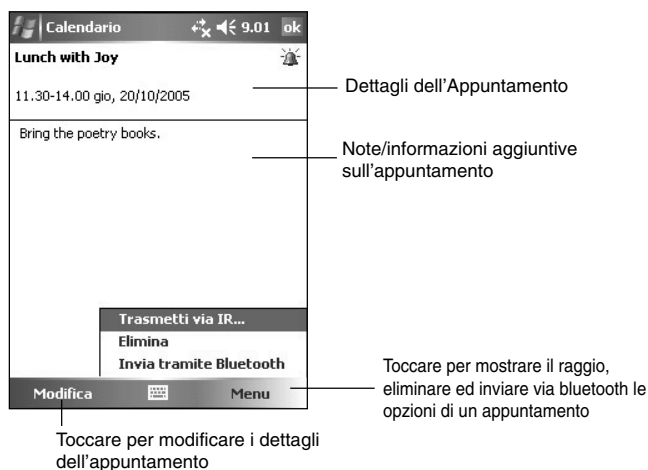 Calendario 9.01 ok
Lunch with Joy
11.30-14.00 gio, 20/10/2005
Dettagli dell'Appuntamento
Bring the poetry books.
Note/informazioni aggiuntive
sull'appuntamento
Trasmetti via IR...
Elimina
Invia tramite Bluetooth
Modifica Menu
Toccare per mostrare il raggio,
eliminare ed inviare via bluetooth le
opzioni di un appuntamento
Toccare per modificare i dettagli
dell'appuntamento